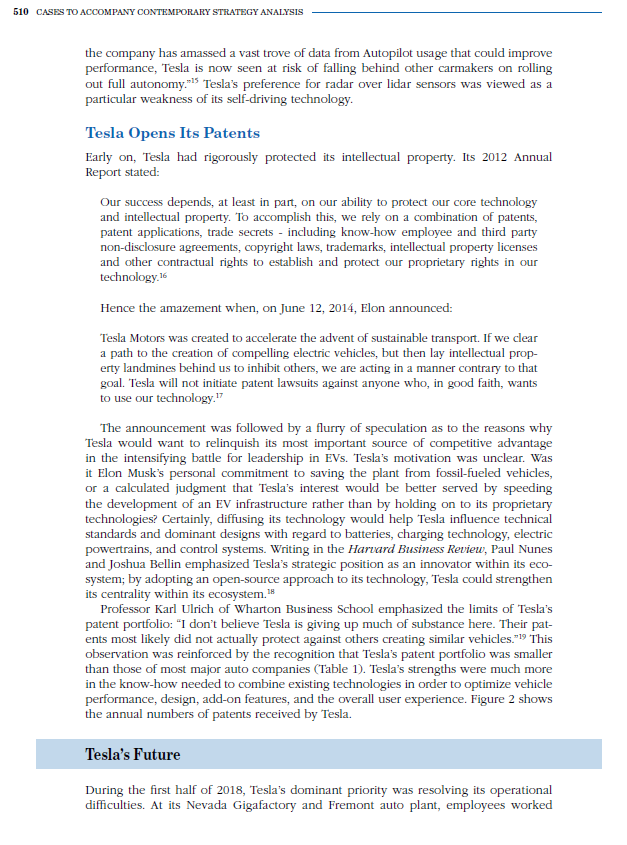 510 CASES TO ACCOMPANY CONTEMPORARY STRATEGY ANALYSIS
the company has amassed a vast trove of data from Autopilot usage that could improve
performance, Tesla is now seen at risk of falling behind other carmakers on rolling
out full autonomy."15 Tesla's preference for radar over lidar sensors was viewed as a
particular weakness of its self-driving technology.
Tesla Opens Its Patents
Early on, Tesla had rigorously protected its intellectual property. Its 2012 Annual
Report stated:
Our success depends, at least in part, on our ability to protect our core technology
and intellectual property. To accomplish this, we rely on a combination of patents,
patent applications, trade secrets - including know-how employee and third party
non-disclosure agreements, copyright laws, trademarks, intellectual property licenses
and other contractual rights to establish and protect our proprietary rights in our
technology.16
Hence the amazement when, on June 12, 2014, Elon announced:
Tesla Motors was created to accelerate the advent of sustainable transport. If we clear
a path to the creation of compelling electric vehicles, but then lay intellectual prop-
erty landmines behind us to inhibit others, we are acting in a manner contrary to that
goal. Tesla will not initiate patent lawsuits against anyone who, in good faith, wants
to use our technology.17
The announcement was followed by a flurry of speculation as to the reasons why
Tesla would want to relinquish its most important source of competitive advantage
in the intensifying battle for leadership in EVs. Tesla's motivation was unclear. Was
it Elon Musk's personal commitment to saving the plant from fossil-fueled vehicles,
or a calculated judgment that Tesla's interest would be better served by speeding
the development of an EV infrastructure rather than by holding on to its proprietary
technologies? Certainly, diffusing its technology would help Tesla influence technical
standards and dominant designs with regard to batteries, charging technology, electric
powertrains, and control systems. Writing in the Harvard Business Review, Paul Nunes
and Joshua Bellin emphasized Tesla's strategic position as an innovator within its eco-
system; by adopting an open-source approach to its technology, Tesla could strengthen
its centrality within its ecosystem.18
Professor Karl Ulrich of Wharton Business School emphasized the limits of Tesla's
patent portfolio: "I don't believe Tesla is giving up much of substance here. Their pat-
ents most likely did not actually protect against others creating similar vehicles."19 This
observation was reinforced by the recognition that Tesla's patent portfolio was smaller
than those of most major auto companies (Table 1). Tesla's strengths were much more
in the know-how needed to combine existing technologies in order to optimize vehicle
performance, design, add-on features, and the overall user experience. Figure 2 shows
the annual numbers of patents received by Tesla.
Tesla's Future
During the first half of 2018, Tesla's dominant priority was resolving its operational
difficulties. At its Nevada Gigafactory and Fremont auto plant, employees worked